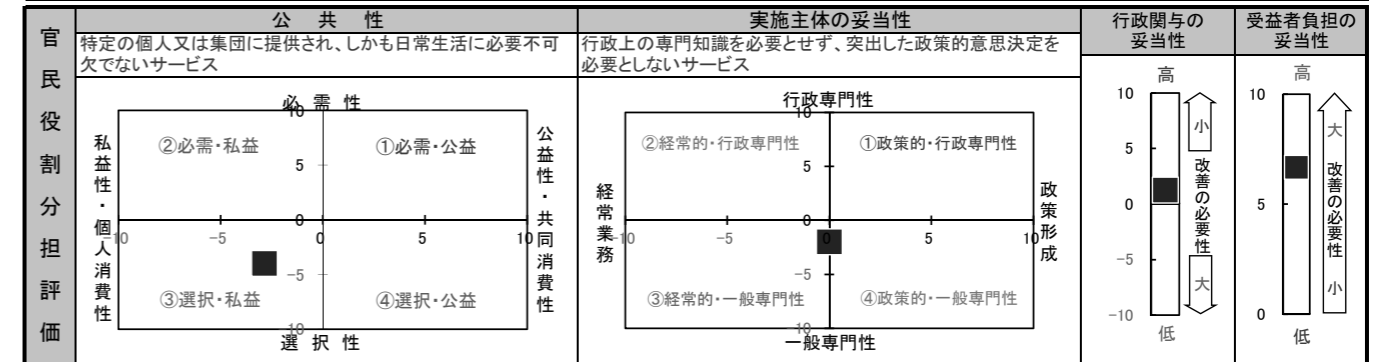 官民役割分担評価
公共性
特定の個人又は集団に提供され、しかも日常生活に必要不可
欠でないサービス
必需性
10
②必需・私益
①必需・公益
5
私益性・個人消費性
公益性・共同消費性
0
-10
-5
0
5
10
-5
③選択・私益
④選択・公益
-10
選択性
実施主体の妥当性
行政上の専門知識を必要とせず、突出した政策的意思決定を
必要としないサービス
行政専門性
10
②経常的・行政専門性
①政策的・行政専門性
5
経常業務
政策形成
0
-10
-5
0
5
10
-5
③経常的・一般専門性
④政策的・一般専門性
-10
一般専門性
行政関与の
妥当性
高
10
5
0
-5
-10
低
小
改善の必要性
大
受益者負担の
妥当性
高
10
5
0
低
大
改善の必要性
小